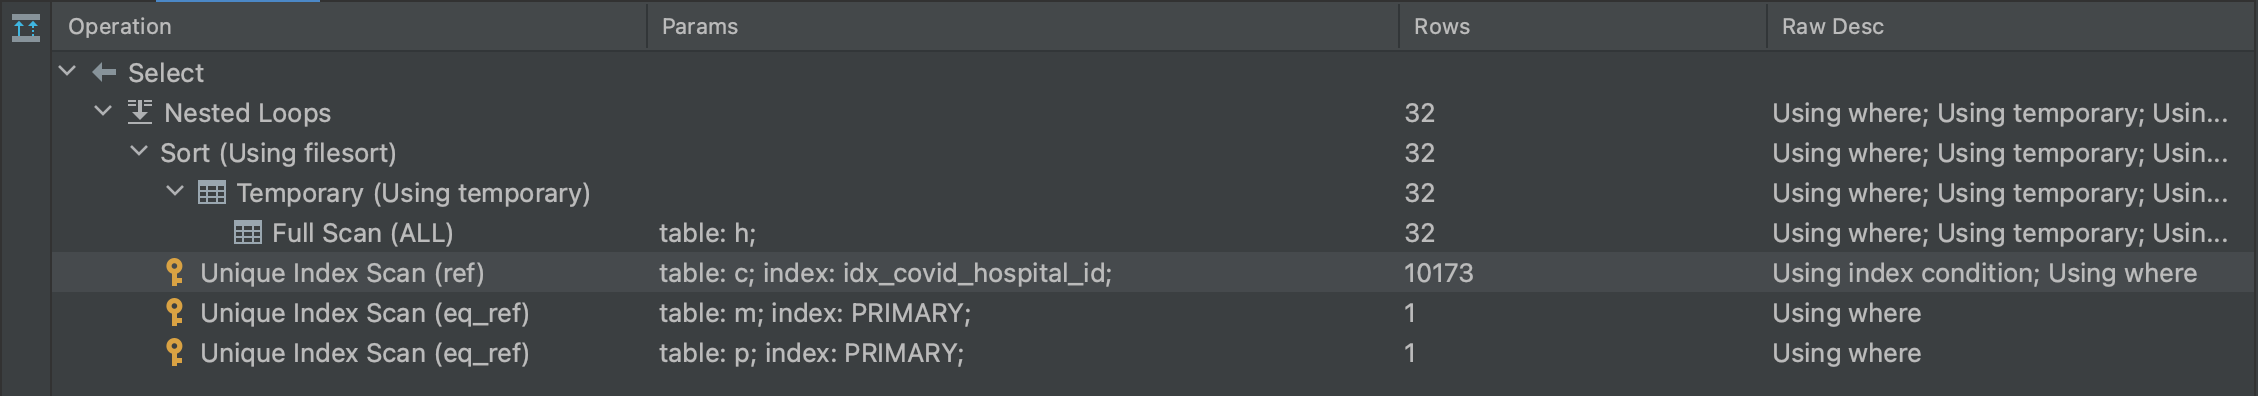 Operation Params Rows Raw Desc
Select
Nested Loops 32 Using where; Using temporary; Usin...
Sort (Using filesort) 32 Using where; Using temporary; Usin...
Temporary (Using temporary) 32 Using where; Using temporary; Usin...
Full Scan (ALL) table: h; 32 Using where; Using temporary; Usin...
Unique Index Scan (ref) table: c; index: idx_covid_hospital_id; 10173 Using index condition; Using where
Unique Index Scan (eq_ref) table: m; index: PRIMARY; 1 Using where
Unique Index Scan (eq_ref) table: p; index: PRIMARY; 1 Using where